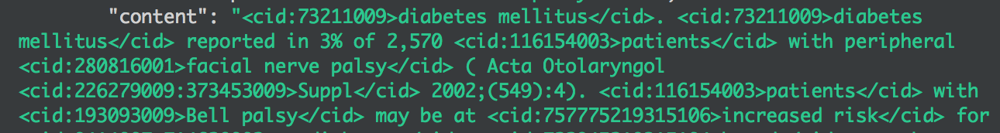 "content": "<cid:73211009>diabetes mellitus</cid>. <cid:73211009>diabetes
mellitus</cid> reported in 3% of 2,570 <cid:116154003>patients</cid> with peripheral
<cid:280816001>facial nerve palsy</cid> ( Acta Otolaryngol
<cid:226279009:373453009>Suppl</cid> 2002;(549):4). <cid:116154003>patients</cid> with
<cid:193093009>Bell palsy</cid> may be at <cid:757775219315106>increased risk</cid> for